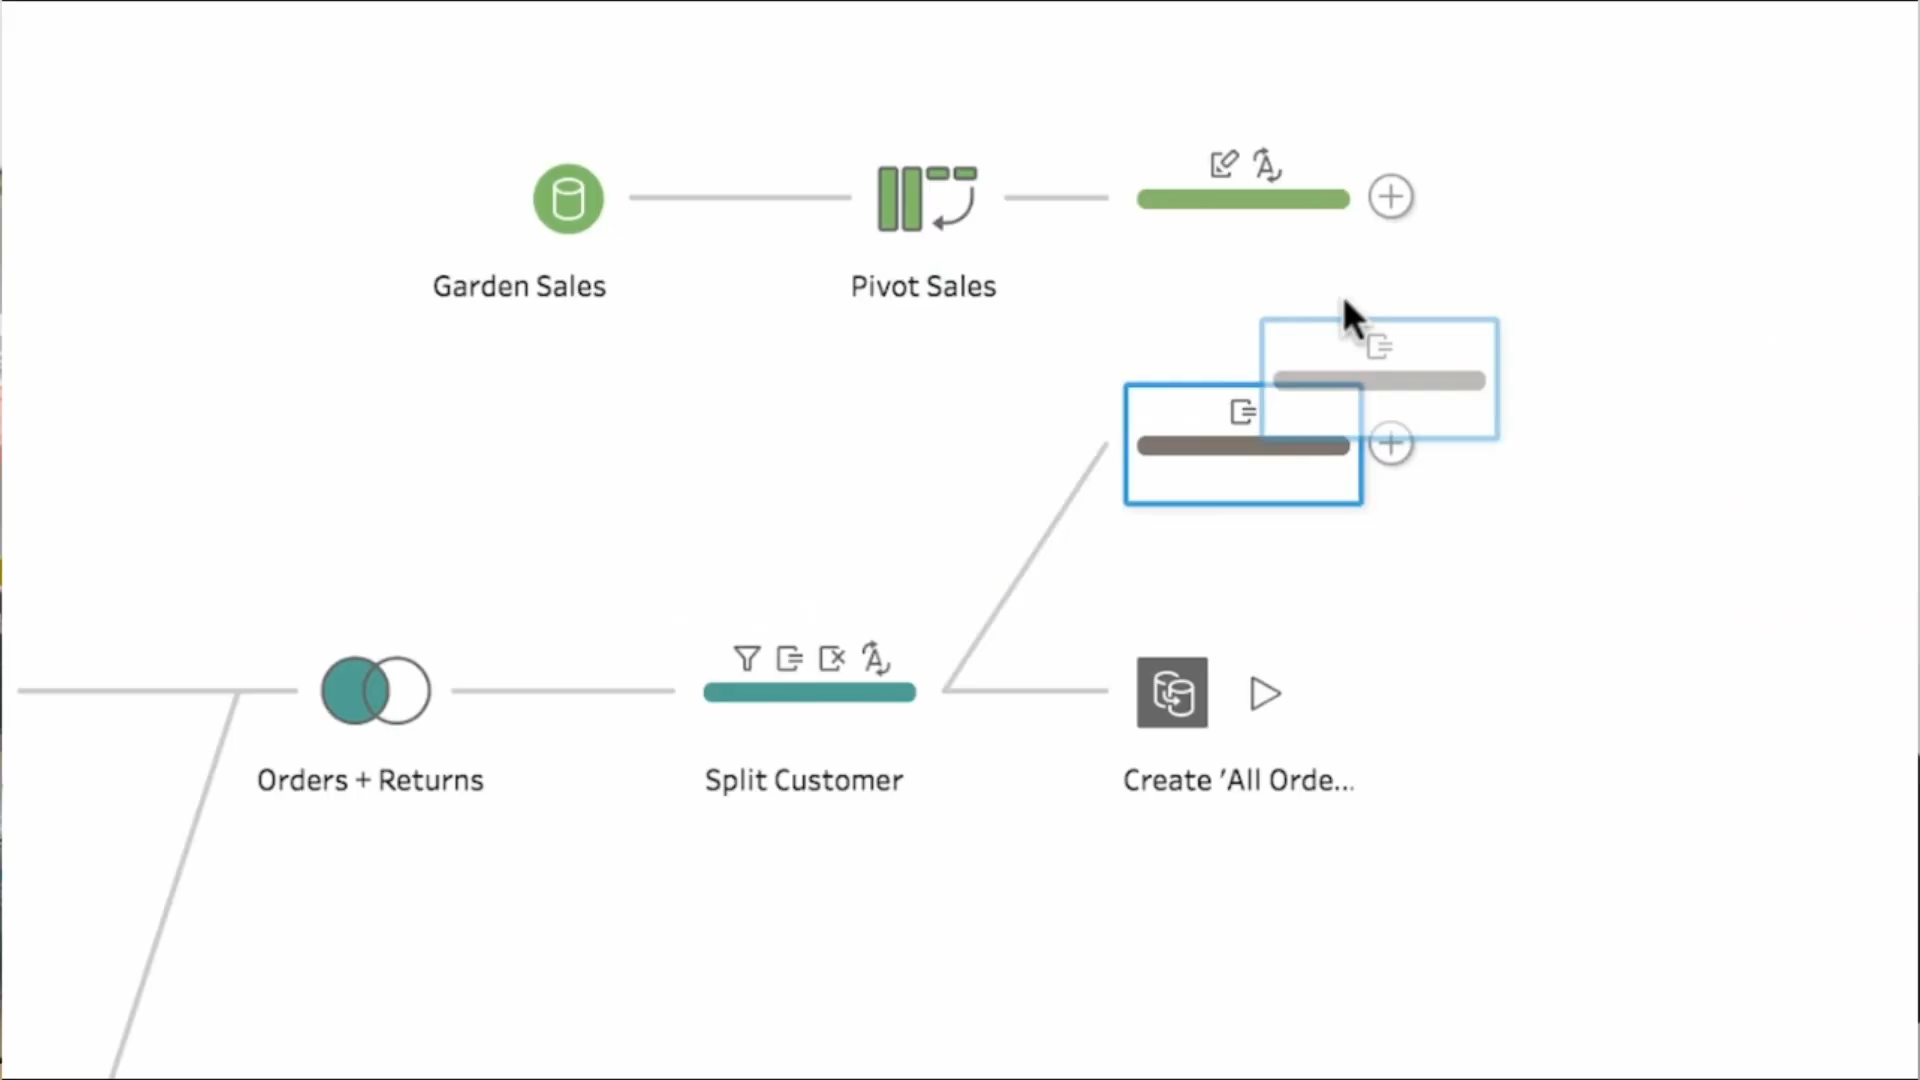 Garden Sales
Pivot Sales
Orders + Returns
Split Customer
Create 'All Orde...